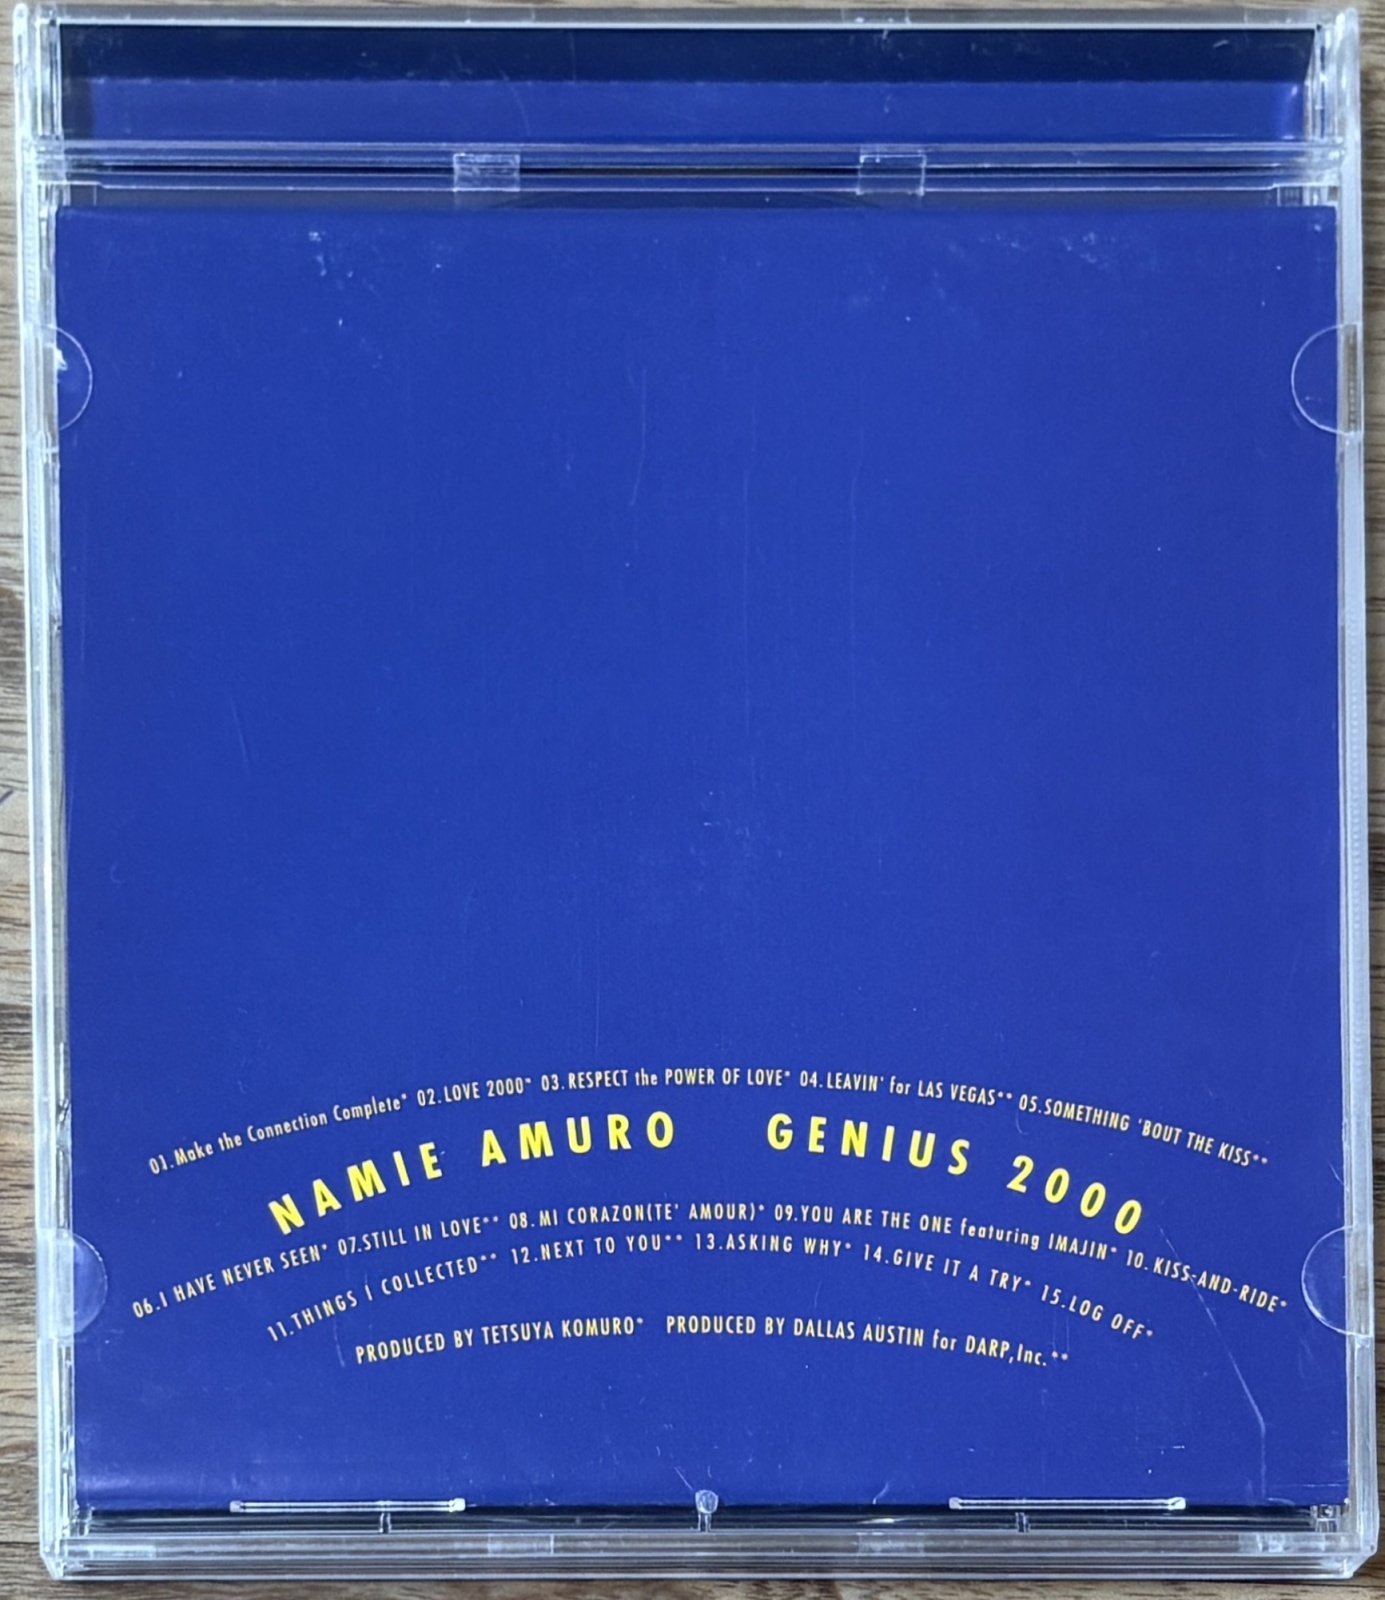 01.Make the Connection Complete* 02.LOVE 2000* 03.RESPECT the POWER OF LOVE* 04.LEAVIN' for LAS VEGAS** 05.SOMETHING 'BOUT THE KISS**
NAMIE AMURO GENIUS 2000
06.I HAVE NEVER SEEN* 07.STILL IN LOVE** 08.MI CORAZON(TE' AMOUR)* 09.YOU ARE THE ONE featuring IMAJIN* 10.KISS-AND-RIDE*
11.THINGS I COLLECTED** 12.NEXT TO YOU** 13.ASKING WHY* 14.GIVE IT A TRY* 15.LOG OFF*
PRODUCED BY TETSUYA KOMURO* PRODUCED BY DALLAS AUSTIN for DARP,Inc.**